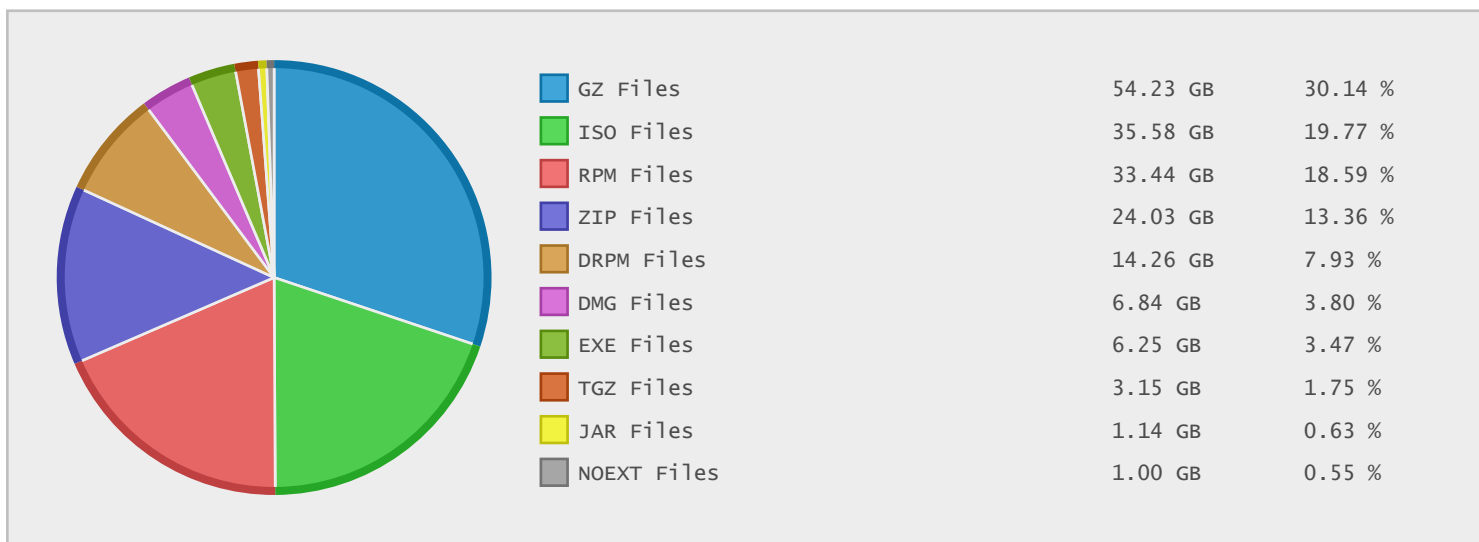 GZ Files 54.23 GB 30.14 %
ISO Files 35.58 GB 19.77 %
RPM Files 33.44 GB 18.59 %
ZIP Files 24.03 GB 13.36 %
DRPM Files 14.26 GB 7.93 %
DMG Files 6.84 GB 3.80 %
EXE Files 6.25 GB 3.47 %
TGZ Files 3.15 GB 1.75 %
JAR Files 1.14 GB 0.63 %
NOEXT Files 1.00 GB 0.55 %